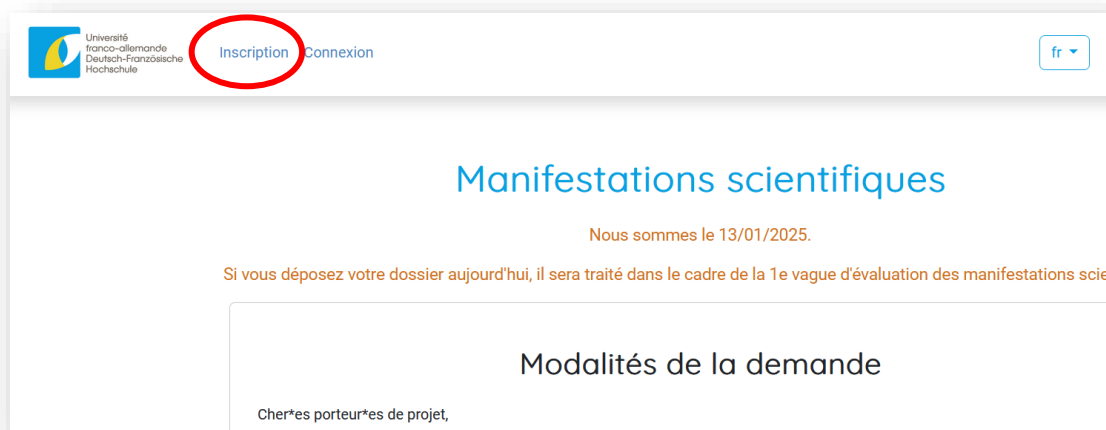 Université
franco-allemande
Deutsch-Französische
Hochschule
Inscription Connexion
fr
Manifestations scientifiques
Nous sommes le 13/01/2025.
Si vous déposez votre dossier aujourd'hui, il sera traité dans le cadre de la 1e vague d'évaluation des manifestations scie
Modalités de la demande
Cher*es porteur*es de projet,